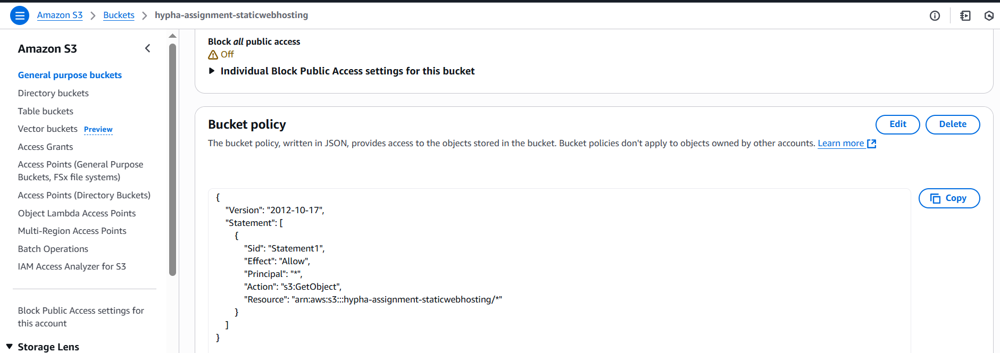 Amazon S3 > Buckets > hypha-assignment-staticwebhosting
Amazon S3
General purpose buckets
Directory buckets
Table buckets
Vector buckets Preview
Access Grants
Access Points (General Purpose
Buckets, FSx file systems)
Access Points (Directory Buckets)
Object Lambda Access Points
Multi-Region Access Points
Batch Operations
IAM Access Analyzer for S3
Block Public Access settings for
this account
Storage Lens
Block all public access
Off
Individual Block Public Access settings for this bucket
Bucket policy
Edit
Delete
The bucket policy, written in JSON, provides access to the objects stored in the bucket. Bucket policies don't apply to objects owned by other accounts. Learn more
Copy
{
"Version": "2012-10-17",
"Statement": [
{
"Sid": "Statement1",
"Effect": "Allow",
"Principal": "*",
"Action": "s3:GetObject",
"Resource": "arn:aws:s3:::hypha-assignment-staticwebhosting/*"
}
]
}